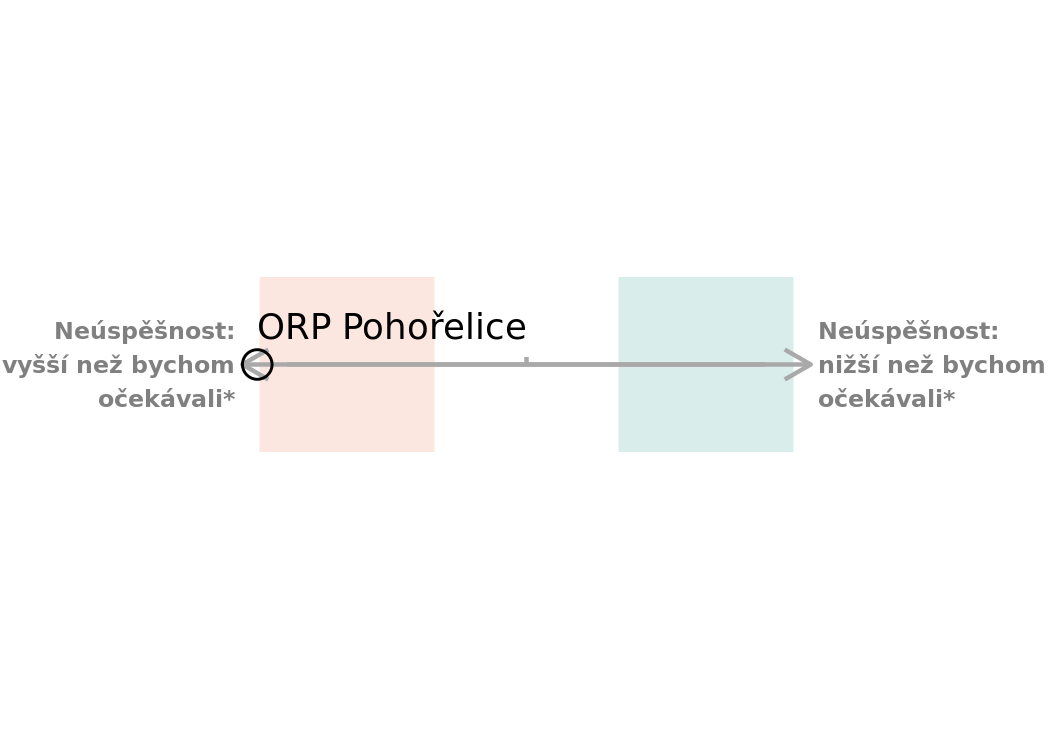 Neúspěšnost:
vyšší než bychom
očekávali*
ORP Pohořelice
Neúspěšnost:
nižší než bychom
očekávali*